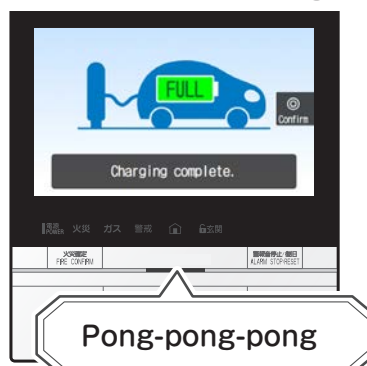 FULL
Confirm
Charging complete.
電源 POWER 火災 ガス 警報 玄関
火災確定
FIRE CONFIRM
警報音停止/復旧
ALARM STOP/RESET
Pong-pong-pong